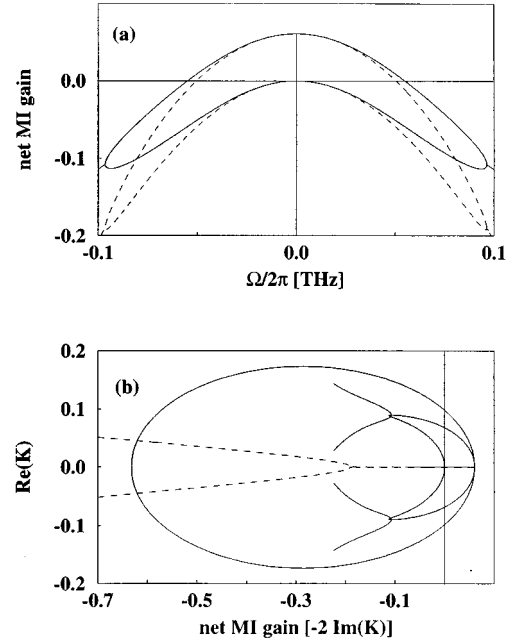 (a)
net MI gain
0.0
-0.1
-0.2
-0.1
0.0
0.1
Ω/2π [THz]
(b)
Re(K)
0.2
0.1
0.0
-0.1
-0.2
-0.7
-0.5
-0.3
-0.1
net MI gain [-2 Im(K)]